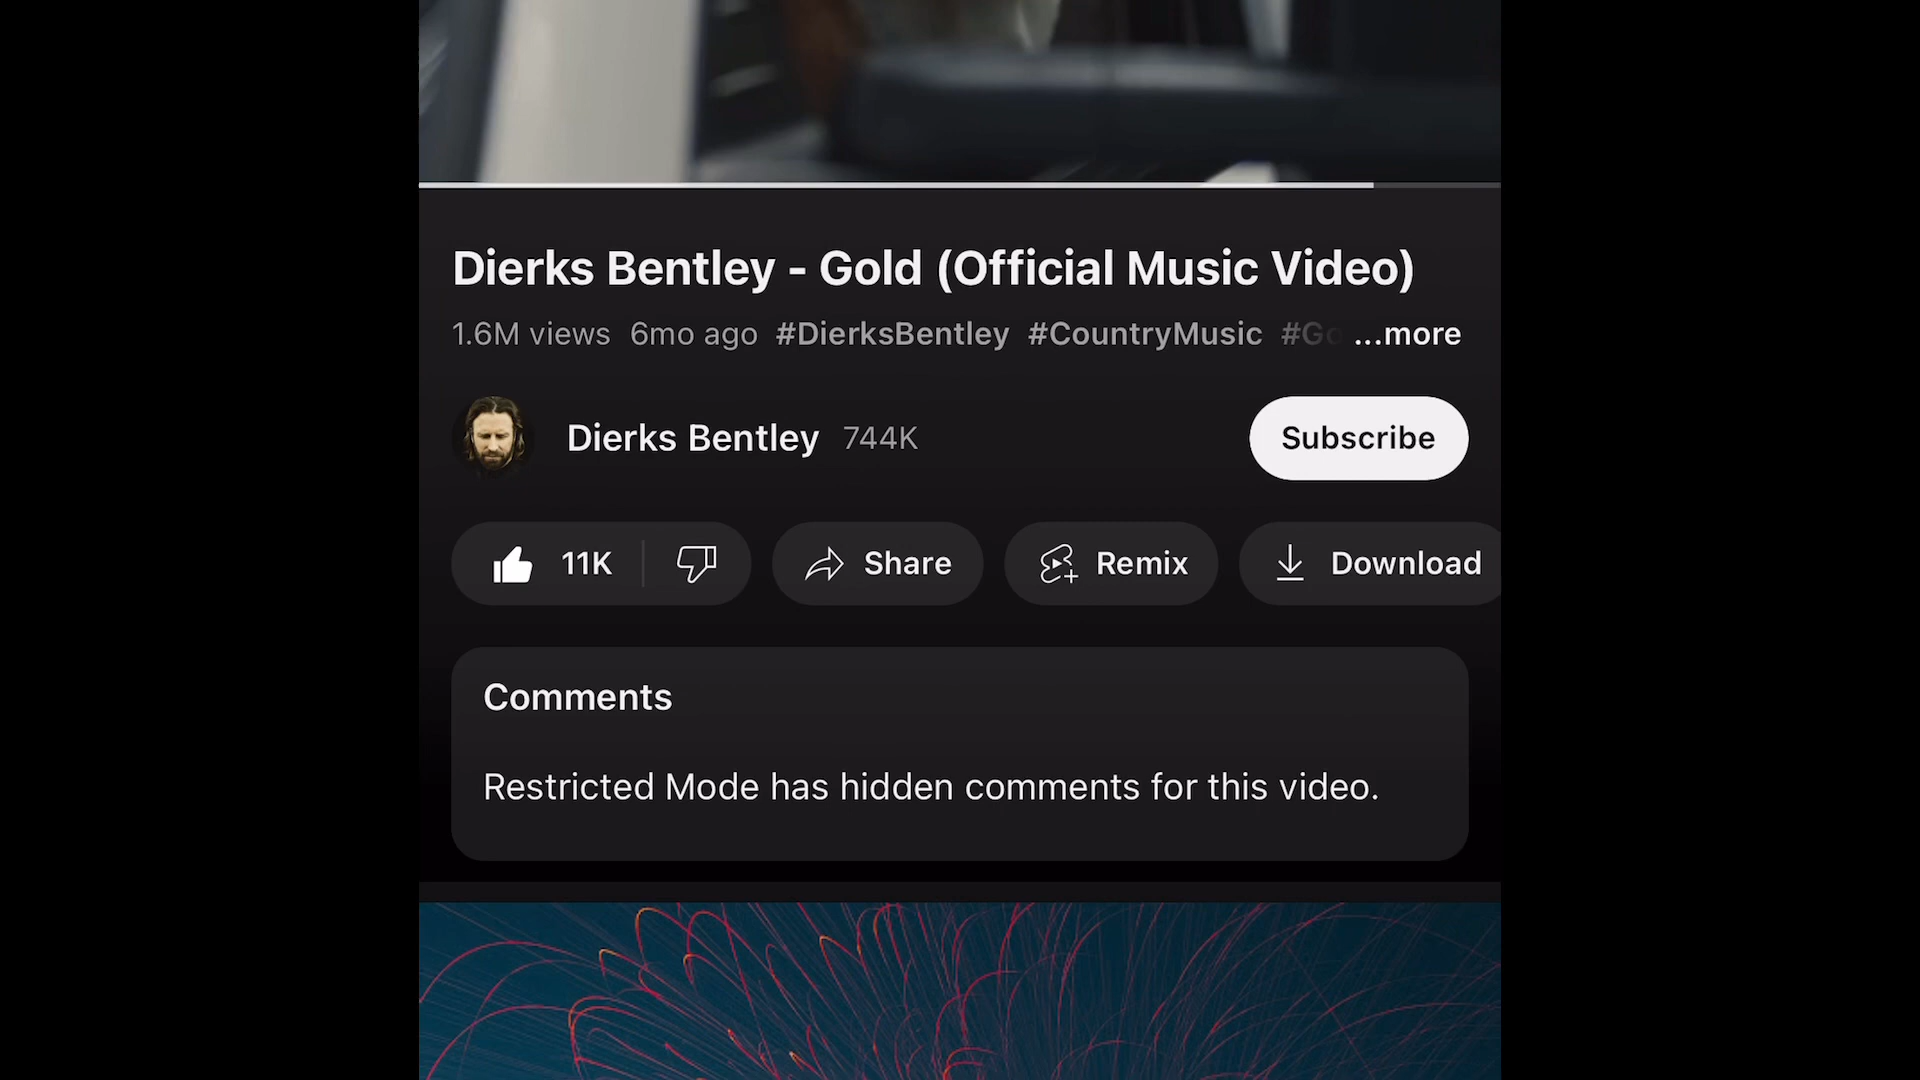 Dierks Bentley - Gold (Official Music Video)
1.6M views 6mo ago #DierksBentley #CountryMusic #Go ...more
Dierks Bentley 744K
Subscribe
11K
Share
Remix
Download
Comments
Restricted Mode has hidden comments for this video.